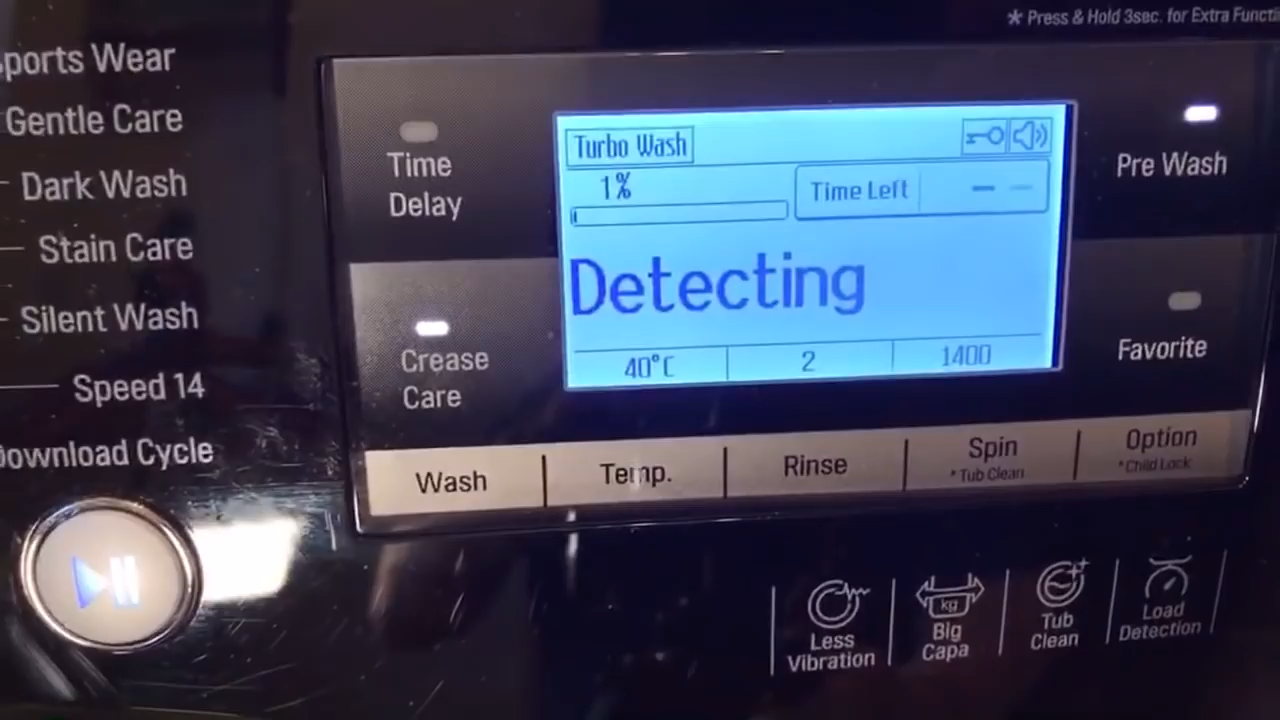 * Press & Hold 3sec. for Extra Functi
ports Wear
Gentle Care
Dark Wash
Stain Care
Silent Wash
Speed 14
Download Cycle
Time
Delay
Crease
Care
Turbo Wash
1%
Time Left
Detecting
40°C 2 1400
Pre Wash
Favorite
Wash Temp. Rinse Spin Option
*Tub Clean *Child Lock
Less
Vibration
kg
Big
Capa
Tub
Clean
Load
Detection